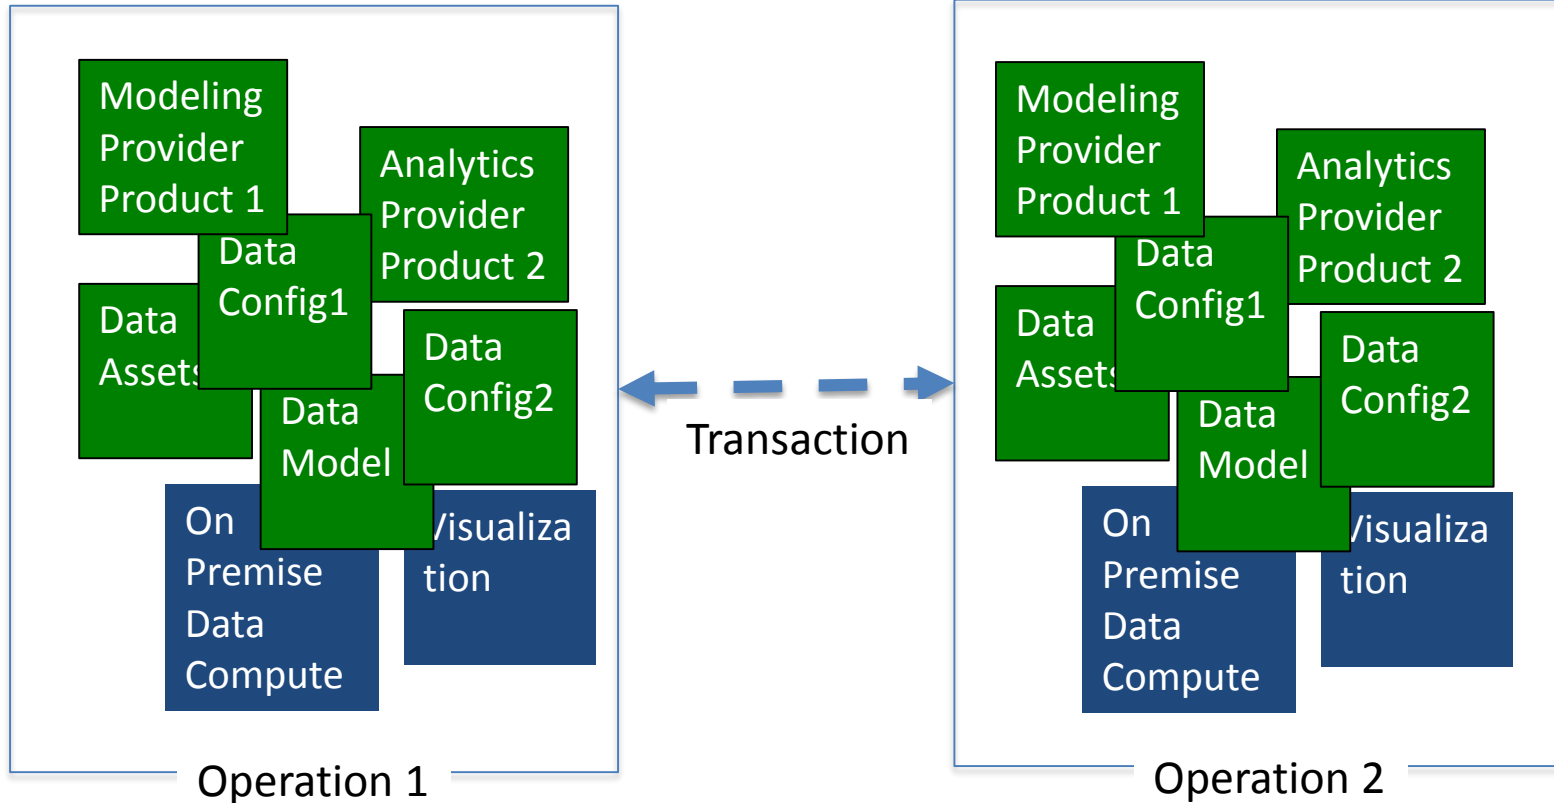 Modeling
Provider
Product 1
Analytics
Provider
Product 2
Data
Config1
Data
Assets
Data
Config2
Data
Model
On
Premise
Data
Compute
Visualiza
tion
Operation 1
Transaction
Modeling
Provider
Product 1
Analytics
Provider
Product 2
Data
Config1
Data
Assets
Data
Config2
Data
Model
On
Premise
Data
Compute
Visualiza
tion
Operation 2